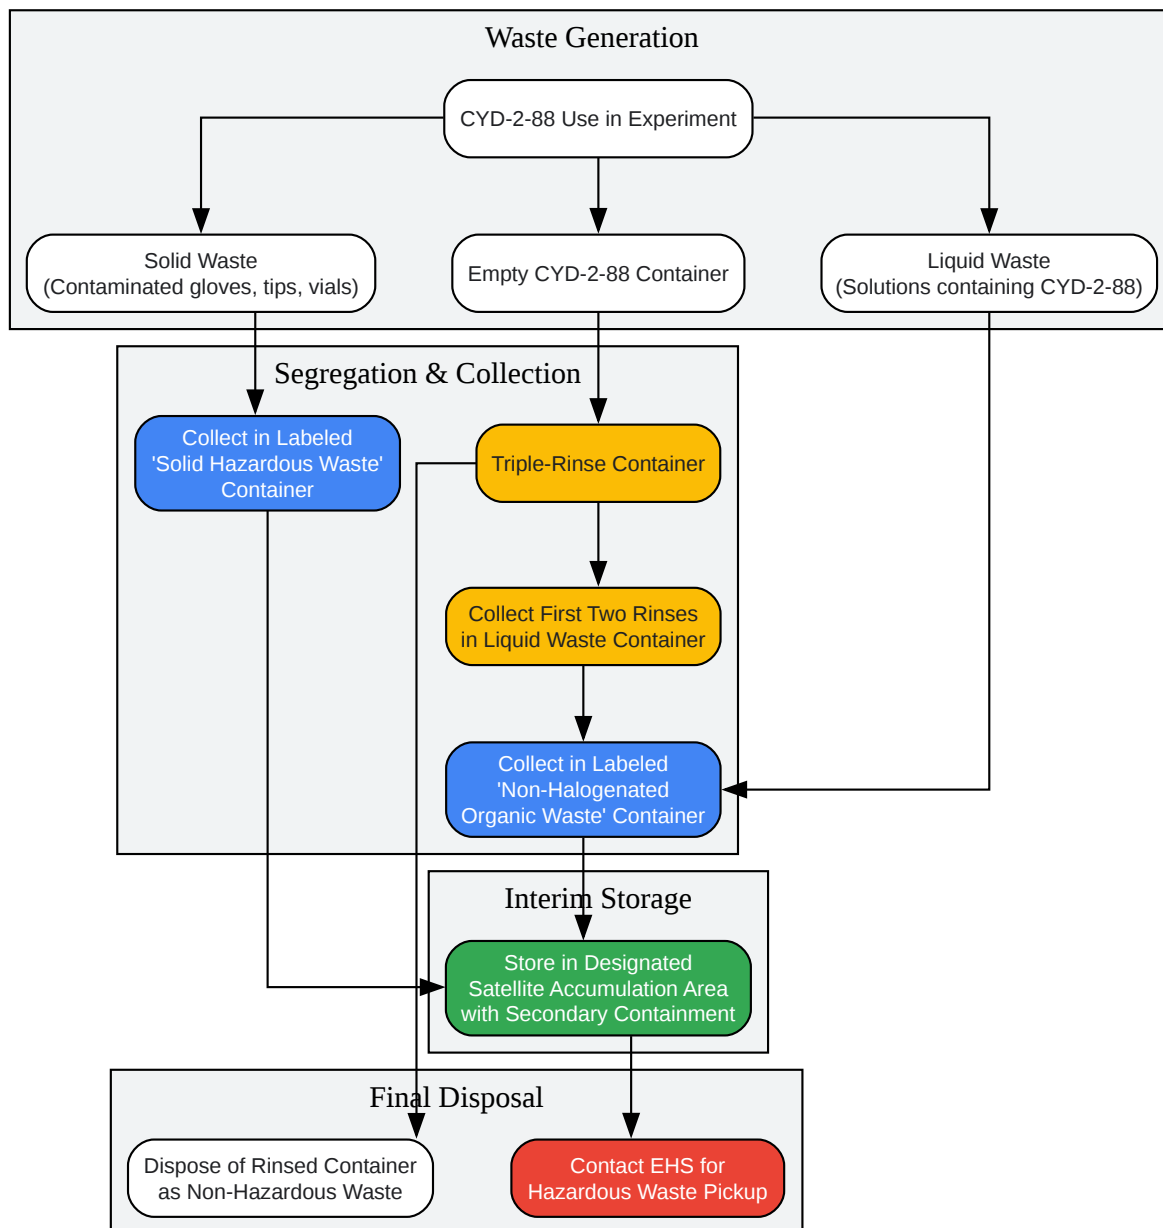 Waste Generation
CYD-2-88 Use in Experiment
Solid Waste
(Contaminated gloves, tips, vials)
Empty CYD-2-88 Container
Liquid Waste
(Solutions containing CYD-2-88)
Segregation & Collection
Collect in Labeled
'Solid Hazardous Waste'
Container
Triple-Rinse Container
Collect First Two Rinses
in Liquid Waste Container
Collect in Labeled
'Non-Halogenated
Organic Waste' Container
Interim Storage
Store in Designated
Satellite Accumulation Area
with Secondary Containment
Final Disposal
Dispose of Rinsed Container
as Non-Hazardous Waste
Contact EHS for
Hazardous Waste Pickup